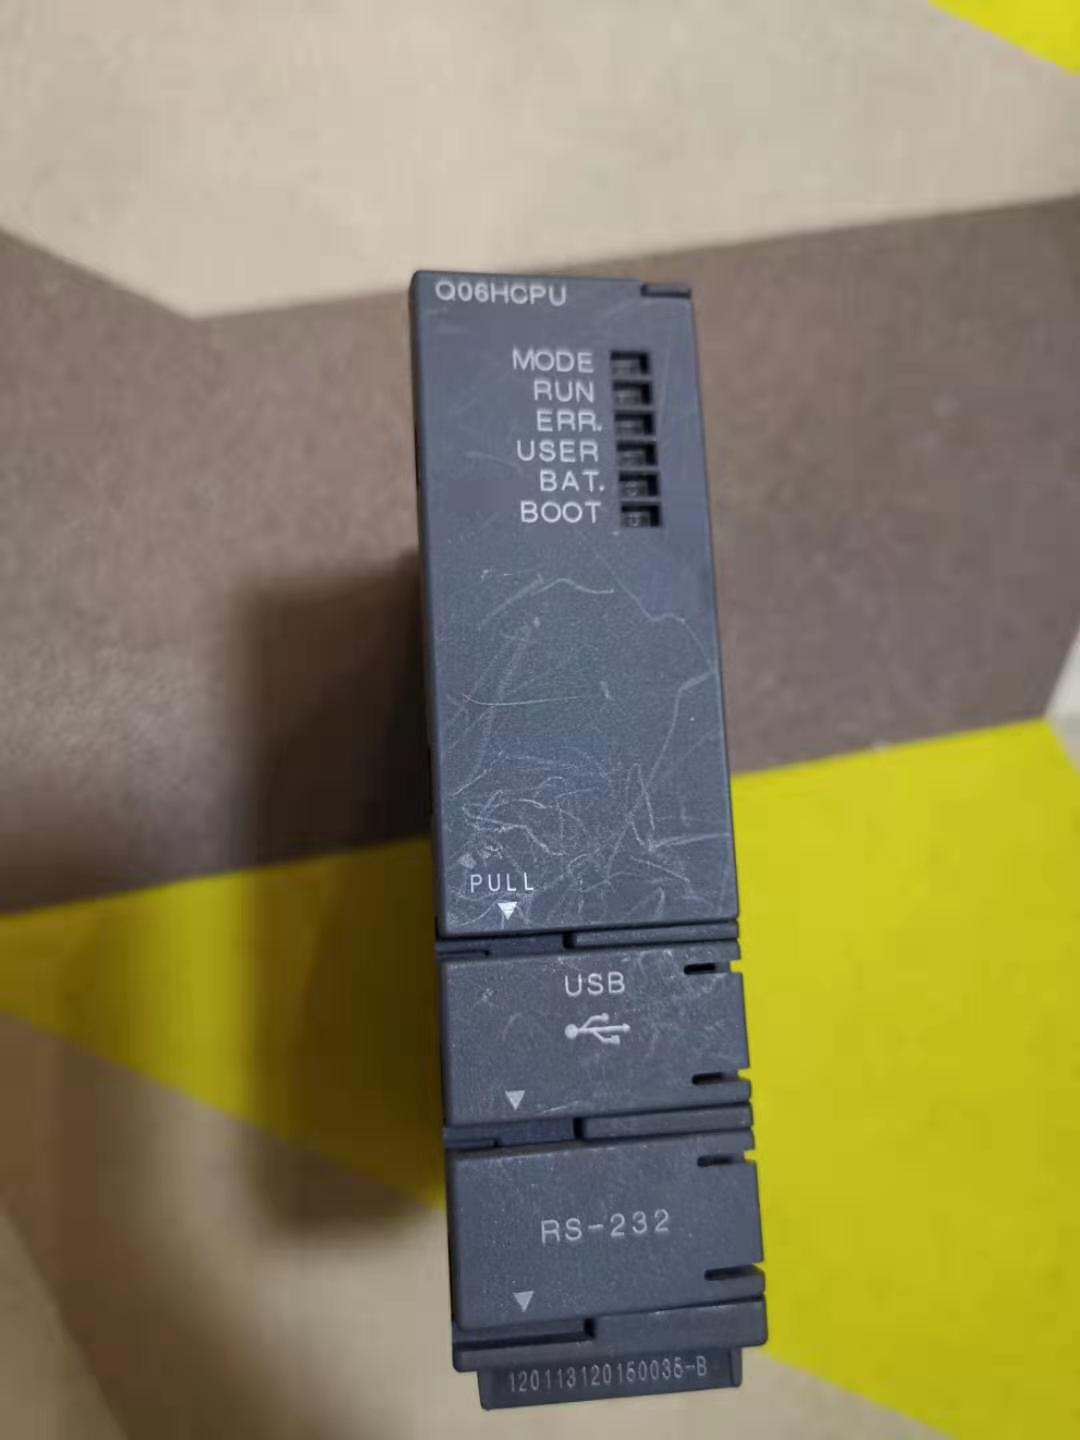 Q06HCPU
MODE
RUN
ERR.
USER
BAT.
BOOT
PULL
USB
RS-232
120113120150035-B